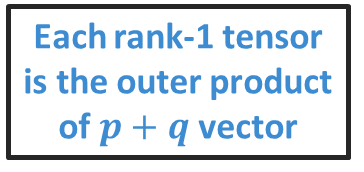 Each rank-1 tensor
is the outer product
of p + q vector